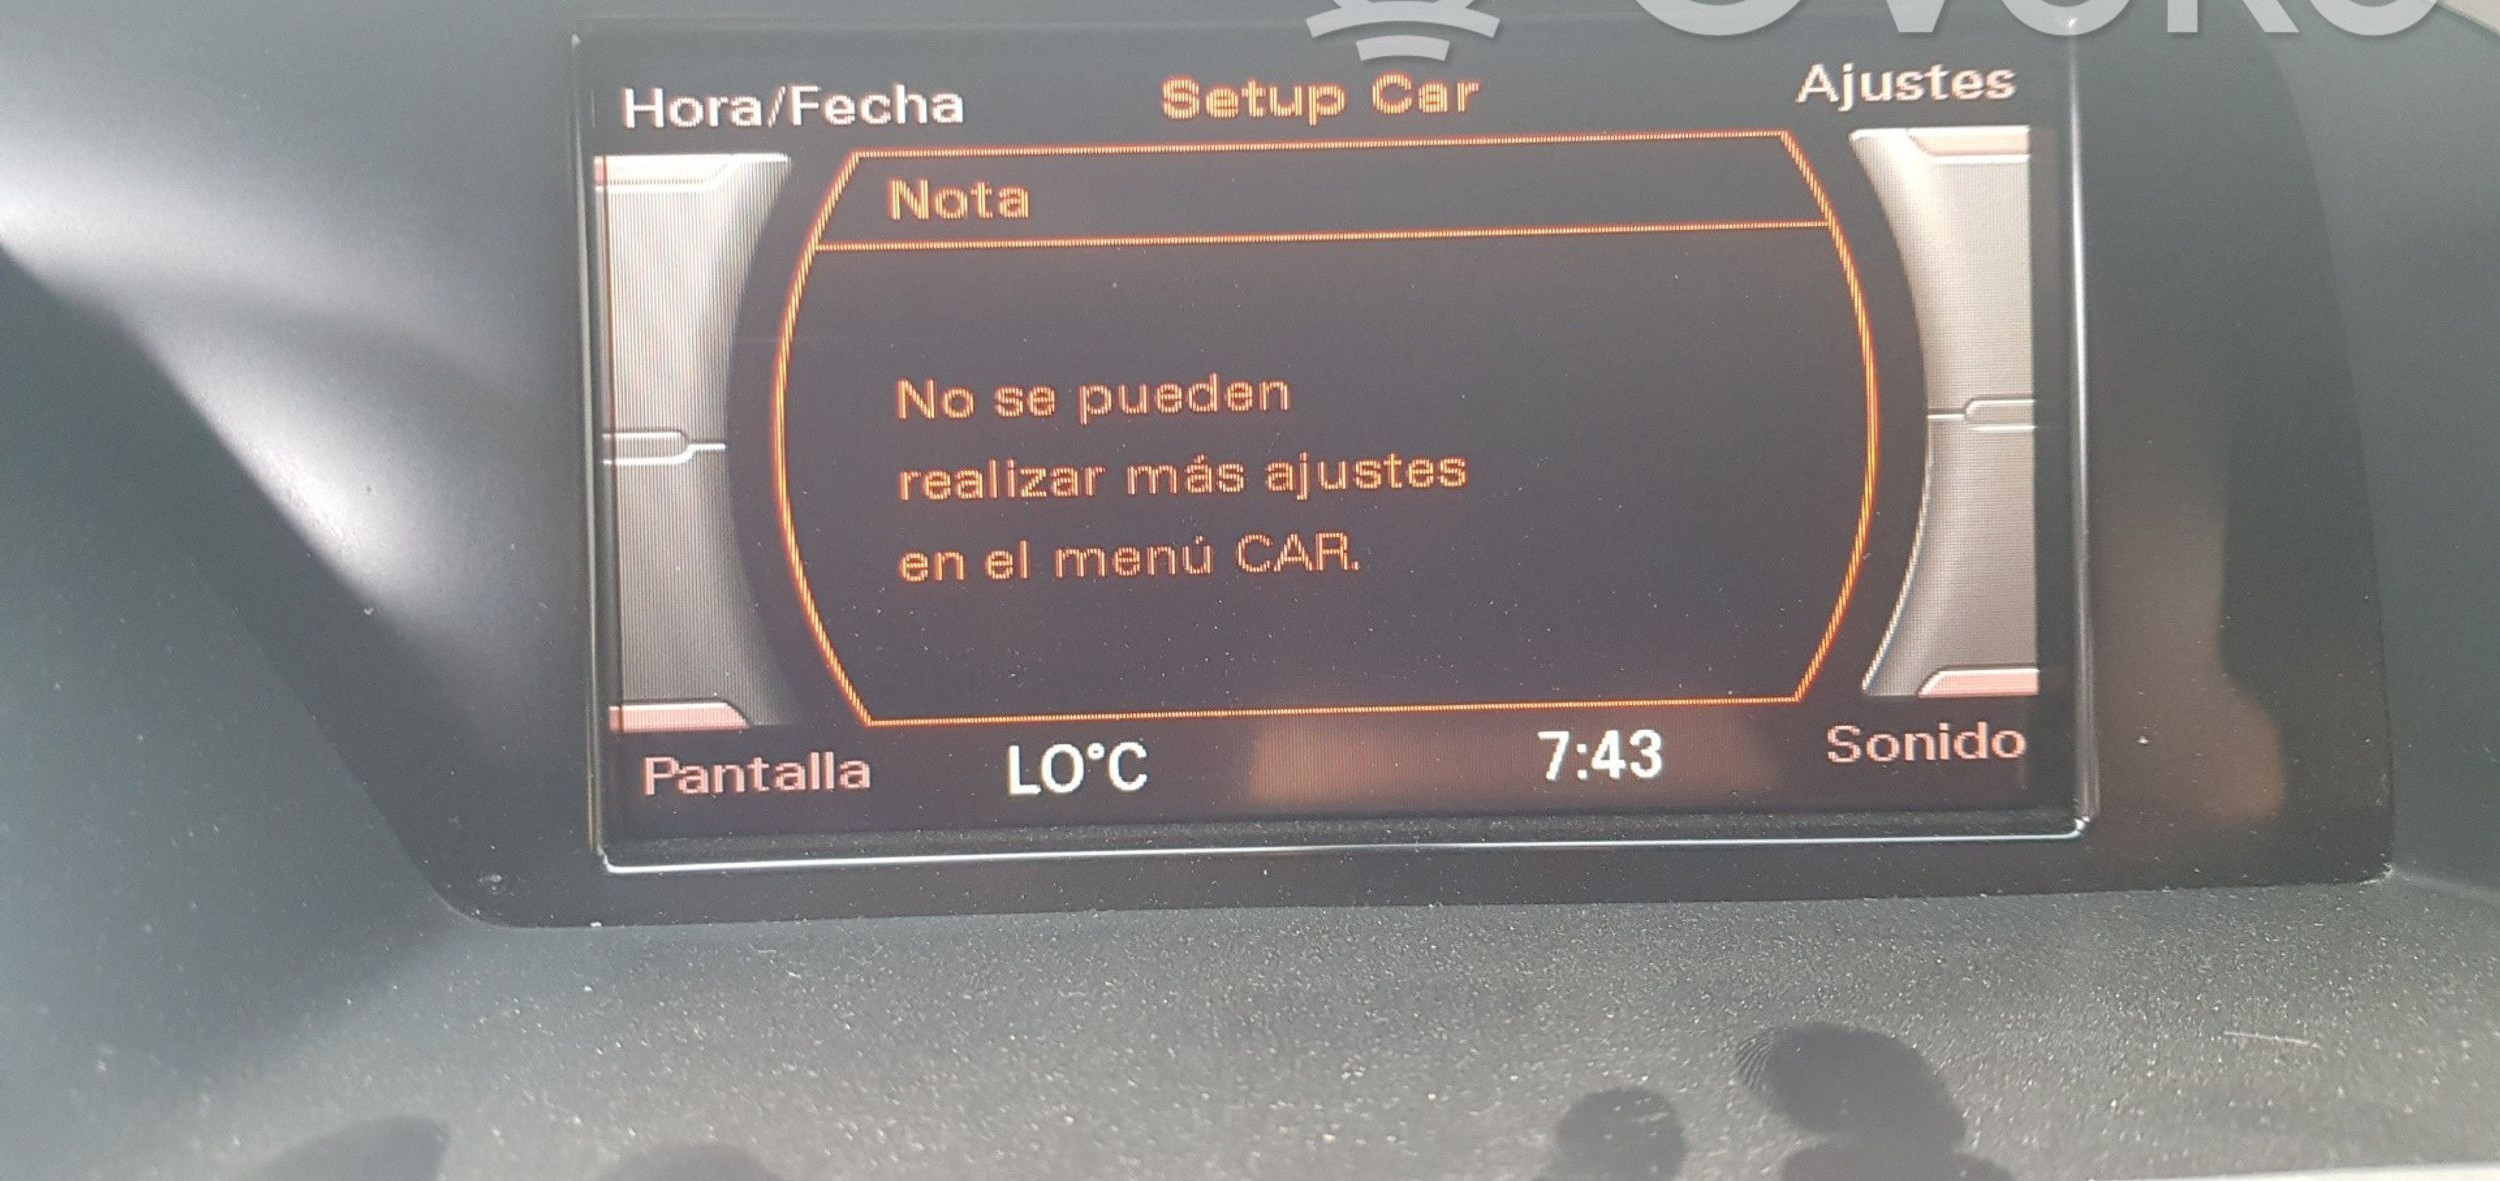 Hora/Fecha Setup Car Ajustes
Nota
No se pueden
realizar más ajustes
en el menú CAR.
Pantalla LO°C 7:43 Sonido